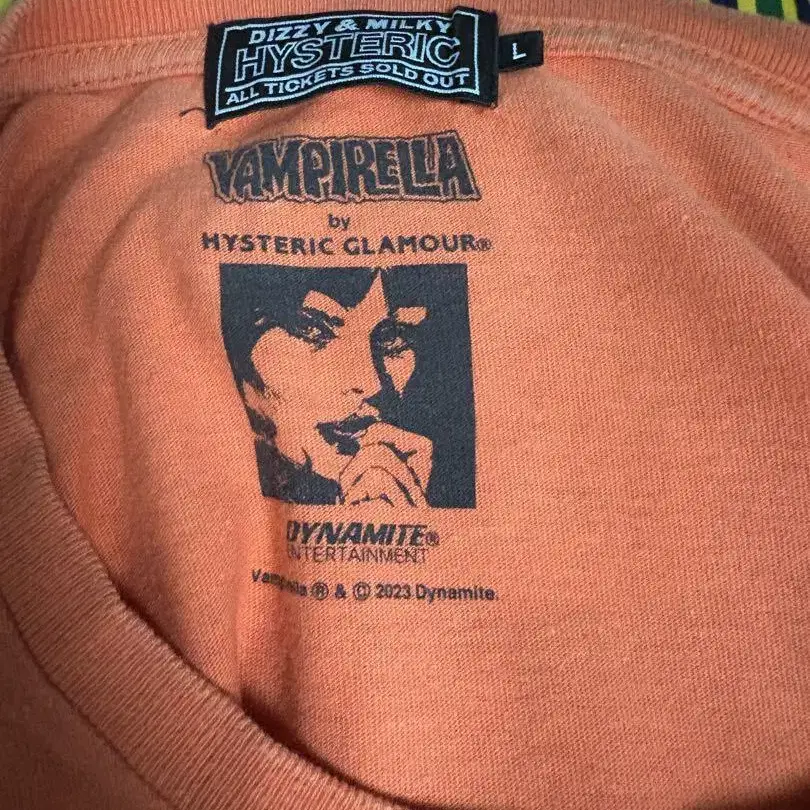 DIZZY & MILKY
HYSTERIC
ALL TICKETS SOLD OUT
L
VAMPIRELLA
by
HYSTERIC GLAMOUR®
DYNAMITE®
ENTERTAINMENT
Vampirella ® & © 2023 Dynamite.